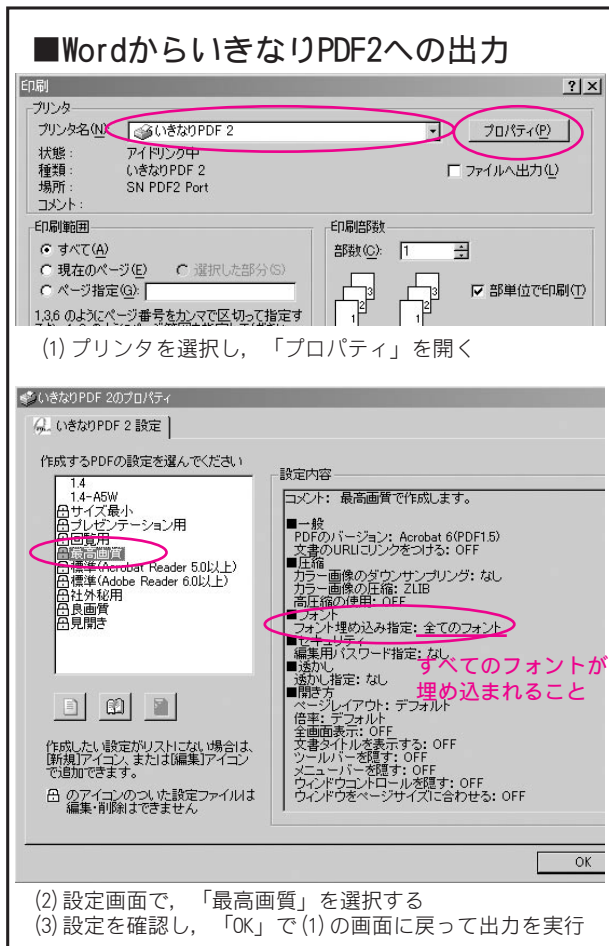 ■WordからいきなりPDF2への出力
印刷
プリンタ
プリンタ名(N): いきなりPDF 2 プロパティ(P)
状態: アイドリング中
種類: いきなりPDF 2 ファイルへ出力(L)
場所: SN PDF2 Port
コメント:
印刷範囲 印刷部数
すべて(A) 部数(C): 1
現在のページ(E) 選択した部分(S)
ページ指定(G): 部単位で印刷(T)
1,3,6 のようにページ番号をカンマで区切って指定す
(1)プリンタを選択し，「プロパティ」を開く
いきなりPDF 2のプロパティ
いきなりPDF 2 設定
作成するPDFの設定を選んでください
1.4
1.4-A5W
サイズ最小
プレゼンテーション用
回覧用
最高画質
標準(Acrobat Reader 5.0以上)
標準(Adobe Reader 6.0以上)
社外秘用
良画質
見開き
作成したい設定がリストにない場合は、
[新規]アイコン、または[編集]アイコン
で追加できます。
のアイコンのついた設定ファイルは
編集・削除はできません
設定内容
コメント: 最高画質で作成します。
■一般
PDFのバージョン: Acrobat 6(PDF1.5)
文書のURLにリンクをつける: OFF
■圧縮
カラー画像のダウンサンプリング: なし
カラー画像の圧縮: ZLIB
高圧縮の使用: OFF
■フォント
フォント埋め込み指定: 全てのフォント
■セキュリティ
編集用パスワード指定: なし
■透かし
透かし指定: なし
■開き方
ページレイアウト: デフォルト
倍率: デフォルト
全画面表示: OFF
文書タイトルを表示する: OFF
ツールバーを隠す: OFF
メニューバーを隠す: OFF
ウィンドウコントロールを隠す: OFF
ウィンドウをページサイズに合わせる: OFF
すべてのフォントが
埋め込まれること
OK
(2)設定画面で，「最高画質」を選択する
(3)設定を確認し，「OK」で(1)の画面に戻って出力を実行